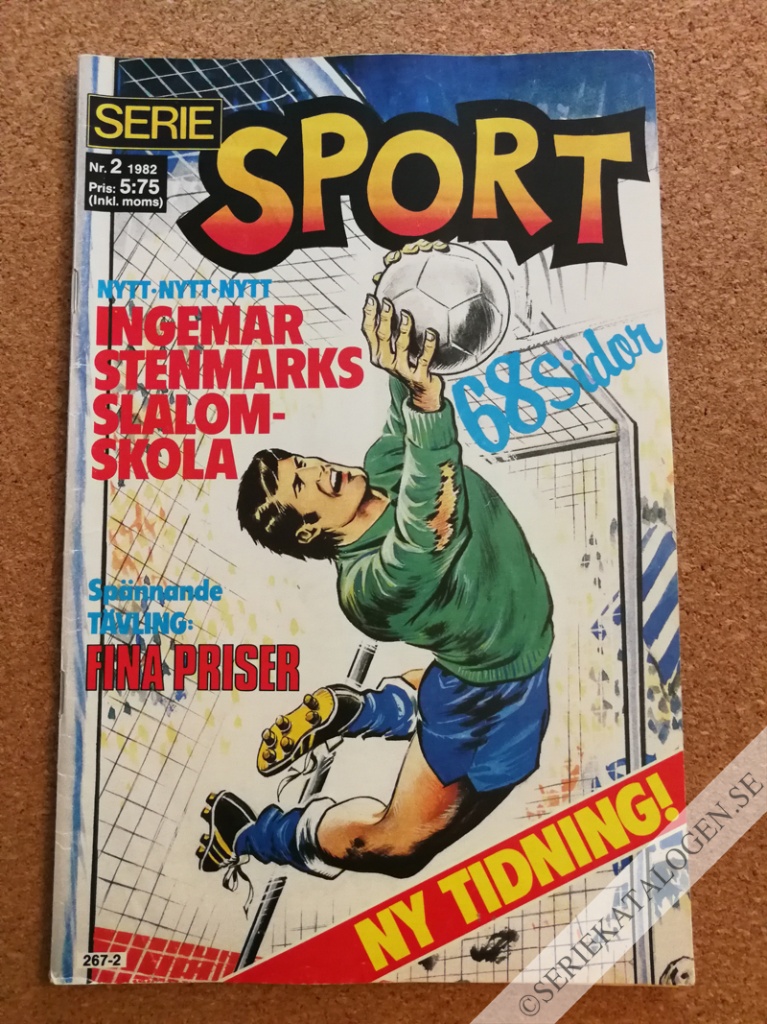 SERIE
SPORT
Nr. 2 1982
Pris: 5:75
(Inkl. moms)
NYTT·NYTT·NYTT
INGEMAR
STENMARKS
SLALOM-
SKOLA
68 Sidor
Spännande
TÄVLING:
FINA PRISER
NY TIDNING!
267-2
©SERIEKATALOGEN.SE